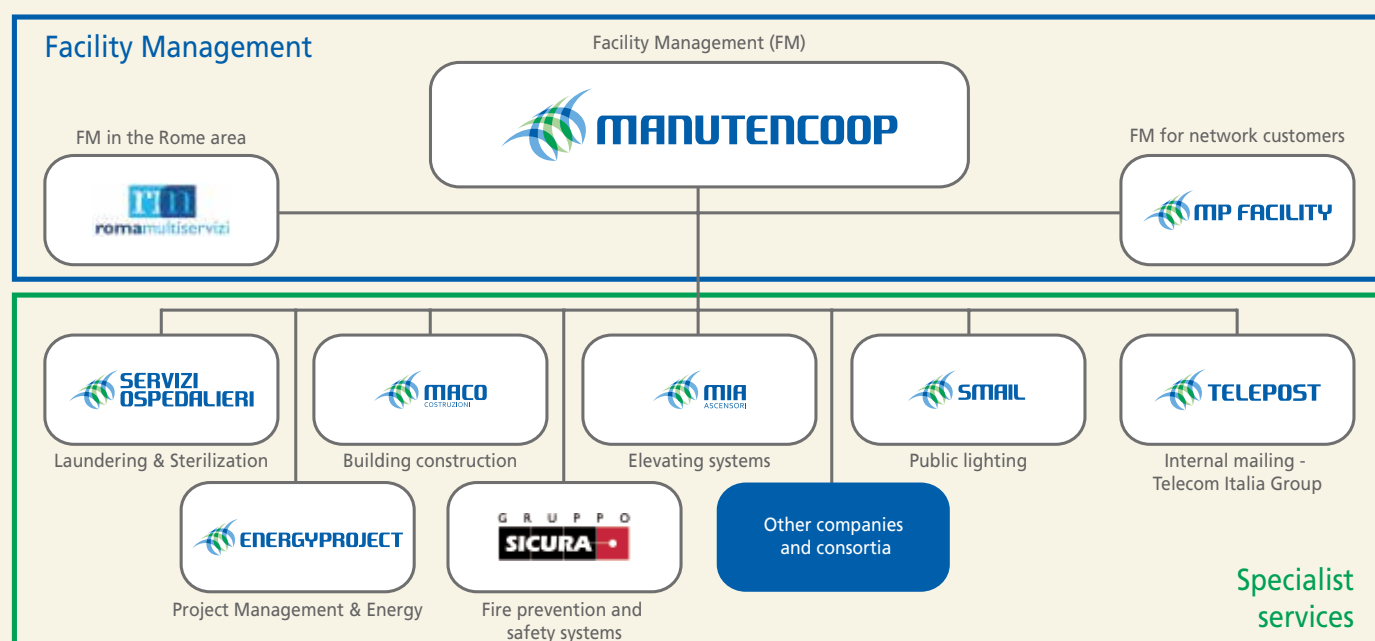 Facility Management
Facility Management (FM)
MANUTENCOOP
FM in the Rome area
rm
romamultiservizi
FM for network customers
MP FACILITY
SERVIZI
OSPEDALIERI
Laundering & Sterilization
MACO
COSTRUZIONI
Building construction
MIA
ASCENSORI
Elevating systems
SMAIL
Public lighting
TELEPOST
Internal mailing -
Telecom Italia Group
ENERGYPROJECT
Project Management & Energy
GRUPPO
SICURA
Fire prevention and
safety systems
Other companies
and consortia
Specialist
services